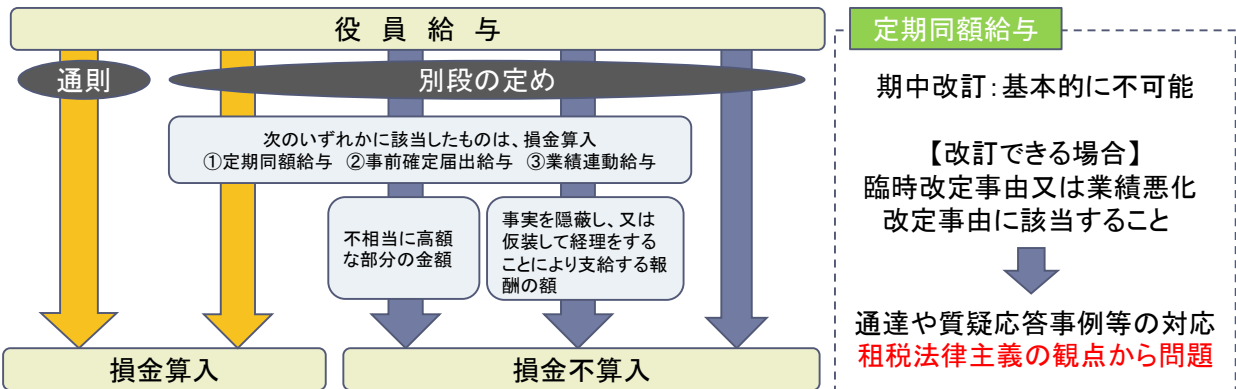 役員給与
通則
別段の定め
次のいずれかに該当したものは、損金算入
①定期同額給与 ②事前確定届出給与 ③業績連動給与
不相当に高額
な部分の金額
事実を隠蔽し、又は
仮装して経理をする
ことにより支給する報
酬の額
損金算入
損金不算入
定期同額給与
期中改訂:基本的に不可能
【改訂できる場合】
臨時改定事由又は業績悪化
改定事由に該当すること
通達や質疑応答事例等の対応
租税法律主義の観点から問題